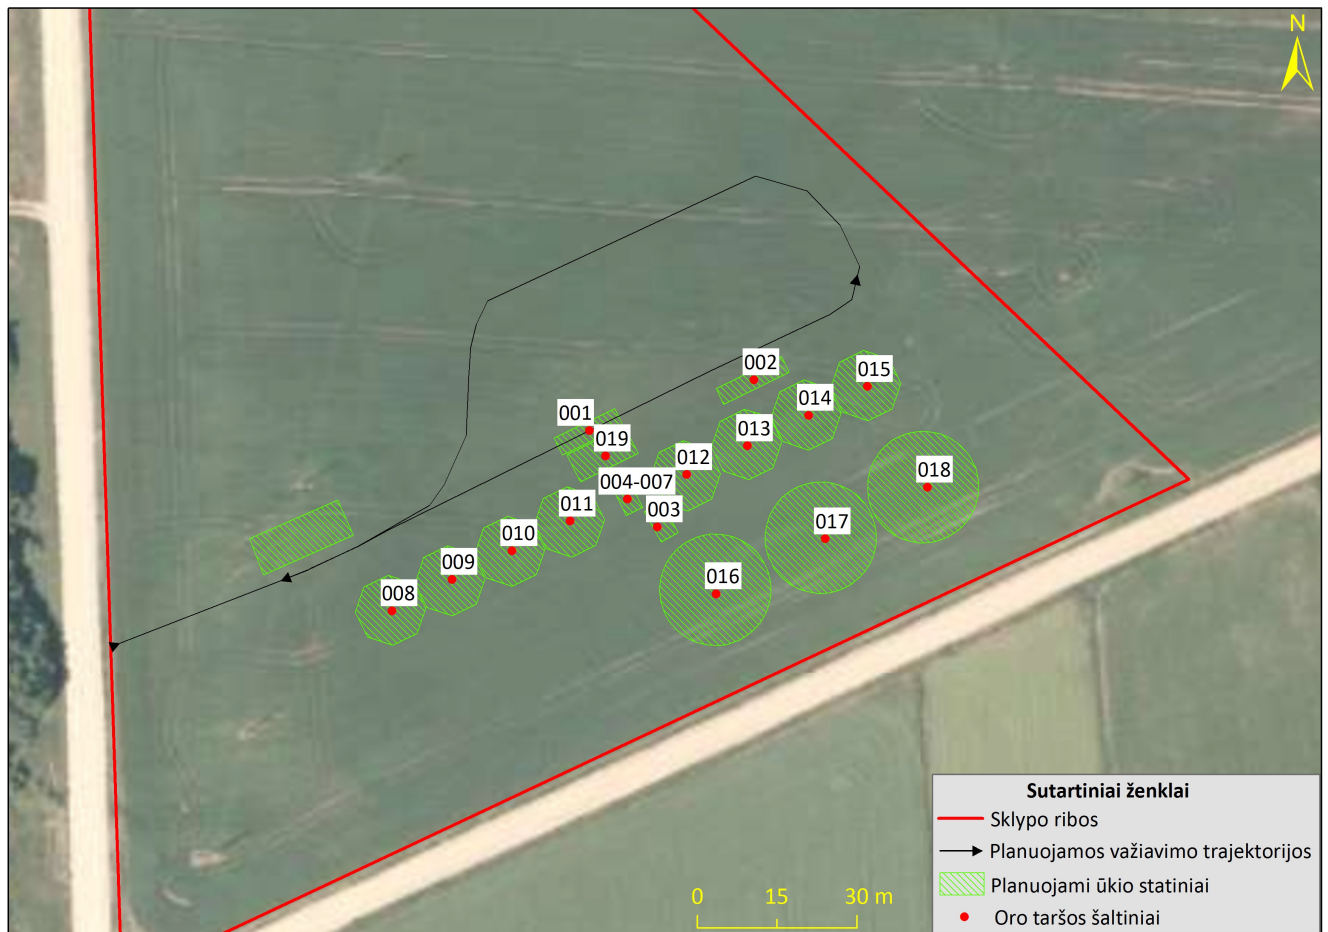 N
002
015
014
001
013
019
012
018
004-007
003
011
017
010
009
016
008
Sutartiniai ženklai
Sklypo ribos
Planuojamos važiavimo trajektorijos
Planuojami ūkio statiniai
Oro taršos šaltiniai
0 15 30 m